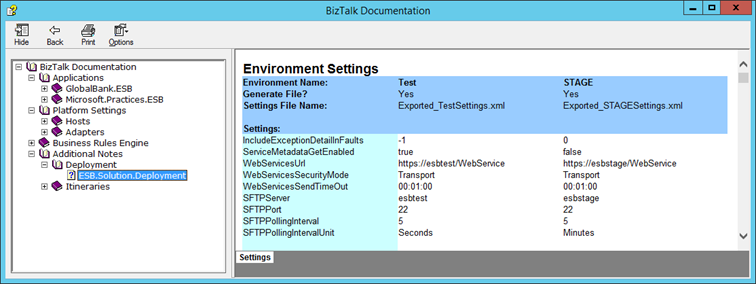 BizTalk Documentation
Hide Back Print Options
BizTalk Documentation
Applications
GlobalBank.ESB
Microsoft.Practices.ESB
Platform Settings
Hosts
Adapters
Business Rules Engine
Additional Notes
Deployment
ESB.Solution.Deployment
Itineraries
Environment Settings
Environment Name: Test STAGE
Generate File? Yes Yes
Settings File Name: Exported_TestSettings.xml Exported_STAGESettings.xml
Settings:
IncludeExceptionDetailInFaults -1 0
ServiceMetadataGetEnabled true false
WebServicesUrl https://esbtest/WebService https://esbstage/WebService
WebServicesSecurityMode Transport Transport
WebServicesSendTimeOut 00:01:00 00:01:00
SFTPServer esbtest esbstage
SFTPPort 22 22
SFTPPollingInterval 5 5
SFTPPollingIntervalUnit Seconds Minutes
Settings